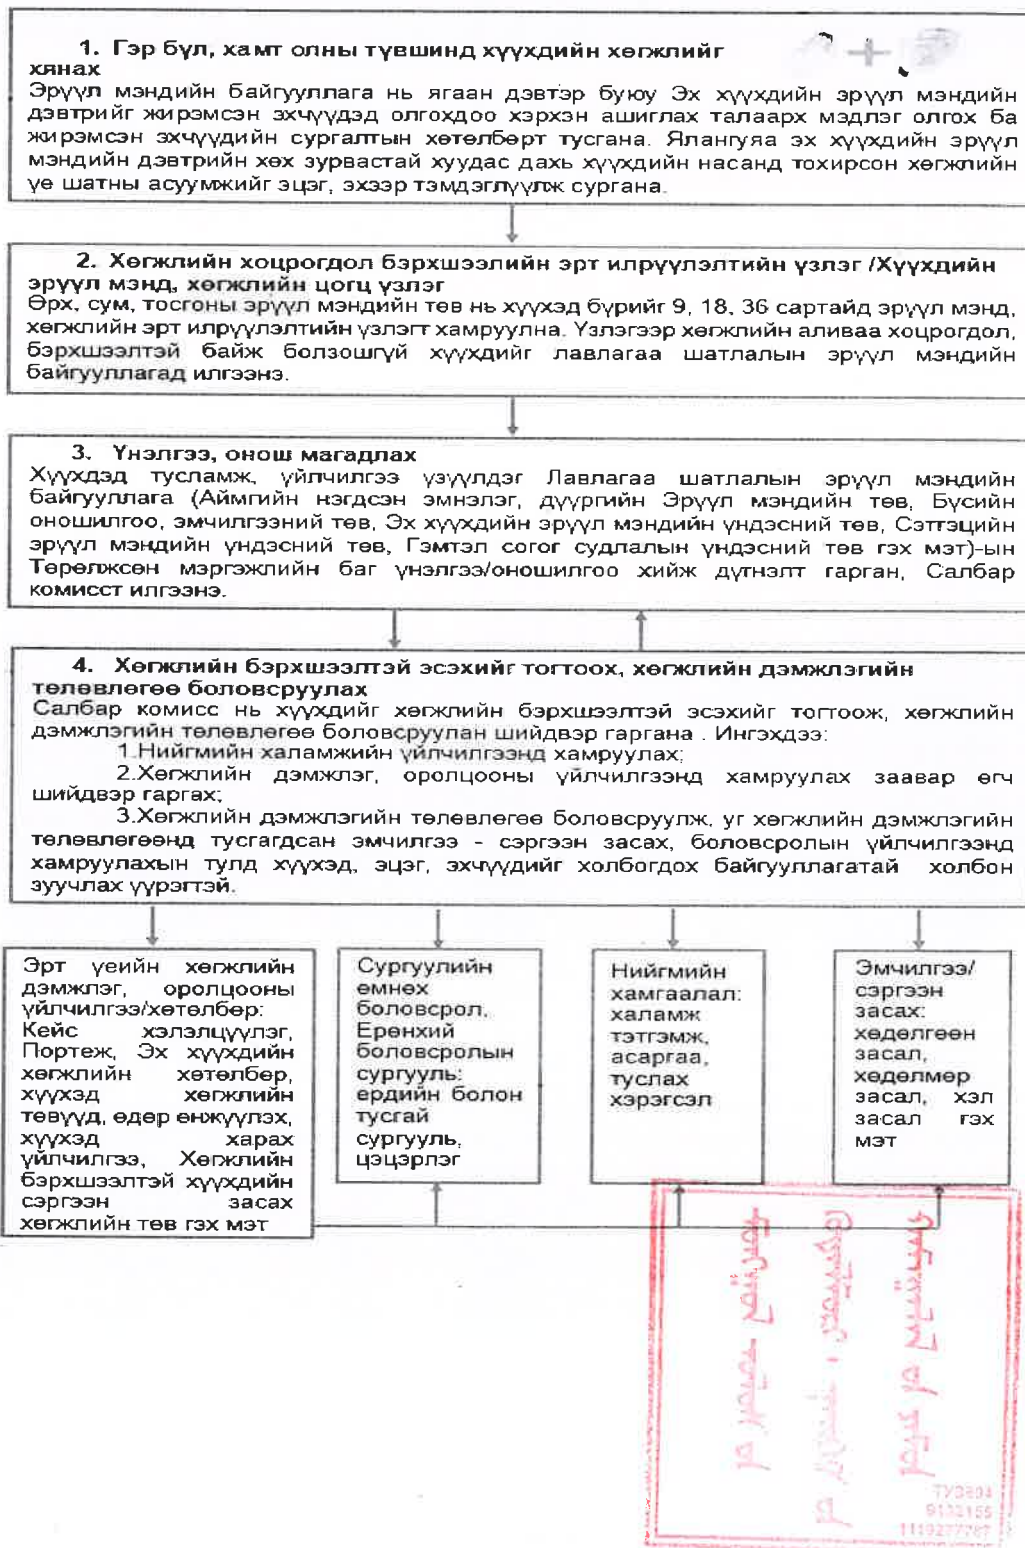 1. Гэр бүл, хамт олны түвшинд хүүхдийн хөгжлийг
хянах
Эрүүл мэндийн байгууллага нь ягаан дэвтэр буюу Эх хүүхдийн эрүүл мэндийн
дэвтрийг жирэмсэн эхчүүдэд олгохдоо хэрхэн ашиглах талаарх мэдлэг олгох ба
жирэмсэн эхчүүдийн сургалтын хөтөлбөрт тусгана. Ялангуяа эх хүүхдийн эрүүл
мэндийн дэвтрийн хөх зурвастай хуудас дахь хүүхдийн насанд тохирсон хөгжлийн
үе шатны асуумжийг эцэг, эхээр тэмдэглүүлж сургана.
2. Хөгжлийн хоцрогдол бэрхшээлийн эрт илрүүлэлтийн үзлэг /Хүүхдийн
эрүүл мэнд, хөгжлийн цогц үзлэг
Өрх, сум, тосгоны эрүүл мэндийн төв нь хүүхэд бүрийг 9, 18, 36 сартайд эрүүл мэнд,
хөгжлийн эрт илрүүлэлтийн үзлэгт хамруулна. Үзлэгээр хөгжлийн аливаа хоцрогдол,
бэрхшээлтэй байж болзошгүй хүүхдийг лавлагаа шатлалын эрүүл мэндийн
байгууллагад илгээнэ.
3. Үнэлгээ, онош магадлах
Хүүхдэд тусламж, үйлчилгээ үзүүлдэг Лавлагаа шатлалын эрүүл мэндийн
байгууллага (Аймгийн нэгдсэн эмнэлэг, дүүргийн Эрүүл мэндийн төв, Бүсийн
оношилгоо, эмчилгээний төв, Эх хүүхдийн эрүүл мэндийн үндэсний төв, Сэтгэцийн
эрүүл мэндийн үндэсний төв, Гэмтэл согог судлалын үндэсний төв гэх мэт)-ын
Төрөлжсөн мэргэжлийн баг үнэлгээ/оношилгоо хийж дүгнэлт гарган, Салбар
комисст илгээнэ.
4. Хөгжлийн бэрхшээлтэй эсэхийг тогтоох, хөгжлийн дэмжлэгийн
төлөвлөгөө боловсруулах
Салбар комисс нь хүүхдийг хөгжлийн бэрхшээлтэй эсэхийг тогтоож, хөгжлийн
дэмжлэгийн төлөвлөгөө боловсруулан шийдвэр гаргана . Ингэхдээ:
1.Нийгмийн халамжийн үйлчилгээнд хамруулах;
2.Хөгжлийн дэмжлэг, оролцооны үйлчилгээнд хамруулах заавар өгч
шийдвэр гаргах;
3.Хөгжлийн дэмжлэгийн төлөвлөгөө боловсруулж, уг хөгжлийн дэмжлэгийн
төлөвлөгөөнд тусгагдсан эмчилгээ - сэргээн засах, боловсролын үйлчилгээнд
хамруулахын тулд хүүхэд, эцэг, эхчүүдийг холбогдох байгууллагатай холбон
зуучлах үүрэгтэй.
Эрт үеийн хөгжлийн
дэмжлэг, оролцооны
үйлчилгээ/хөтөлбөр:
Кейс хэлэлцүүлэг,
Портеж, Эх хүүхдийн
хөгжлийн хөтөлбөр,
хүүхэд хөгжлийн
төвүүд, өдөр өнжүүлэх,
хүүхэд харах
үйлчилгээ, Хөгжлийн
бэрхшээлтэй хүүхдийн
сэргээн засах
хөгжлийн төв гэх мэт
Сургуулийн
өмнөх
боловсрол,
Ерөнхий
боловсролын
сургууль:
ердийн болон
тусгай
сургууль,
цэцэрлэг
Нийгмийн
хамгаалал:
халамж
тэтгэмж,
асаргаа,
туслах
хэрэгсэл
Эмчилгээ/
сэргээн
засах:
хөдөлгөөн
засал,
хөдөлмөр
засал, хэл
засал гэх
мэт